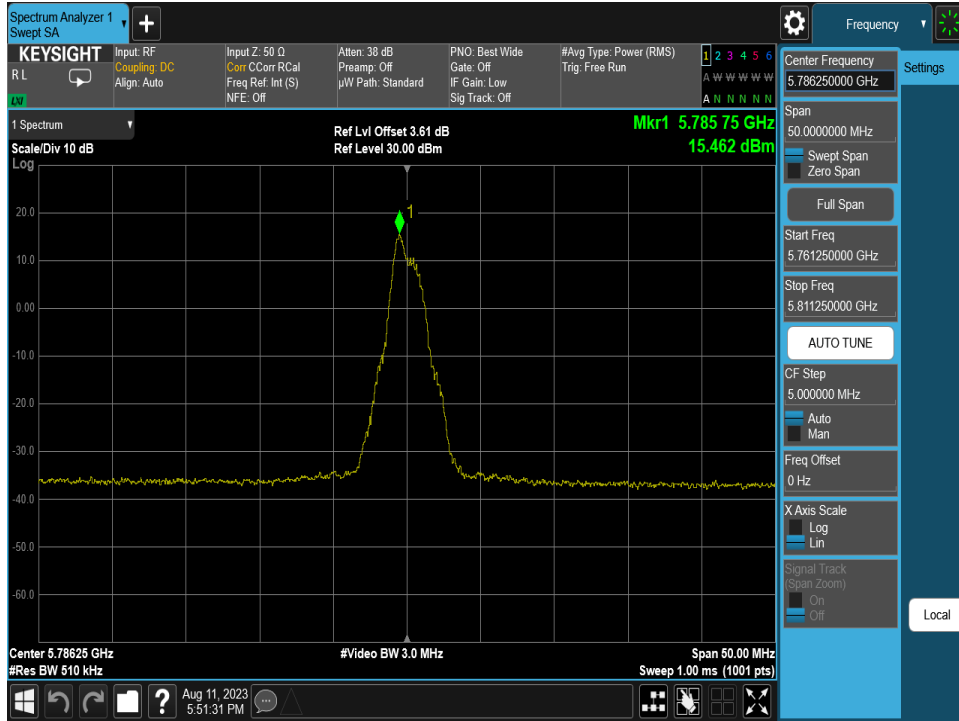 Spectrum Analyzer 1
Swept SA
+
Frequency
KEYSIGHT
R L
LXI
Input: RF
Coupling: DC
Align: Auto
Input Z: 50 Ω
Corr CCorr RCal
Freq Ref: Int (S)
NFE: Off
Atten: 38 dB
Preamp: Off
µW Path: Standard
PNO: Best Wide
Gate: Off
IF Gain: Low
Sig Track: Off
#Avg Type: Power (RMS)
Trig: Free Run
1 2 3 4 5 6
A W W W W W
A N N N N N
1 Spectrum
Scale/Div 10 dB
Log
Ref Lvl Offset 3.61 dB
Ref Level 30.00 dBm
Mkr1 5.785 75 GHz
15.462 dBm
1
20.0
10.0
0.00
-10.0
-20.0
-30.0
-40.0
-50.0
-60.0
Center 5.78625 GHz
#Res BW 510 kHz
#Video BW 3.0 MHz
Span 50.00 MHz
Sweep 1.00 ms (1001 pts)
Center Frequency
5.786250000 GHz
Span
50.0000000 MHz
Swept Span
Zero Span
Full Span
Start Freq
5.761250000 GHz
Stop Freq
5.811250000 GHz
AUTO TUNE
CF Step
5.000000 MHz
Auto
Man
Freq Offset
0 Hz
X Axis Scale
Log
Lin
Signal Track
(Span Zoom)
On
Off
Settings
Local
?
Aug 11, 2023
5:51:31 PM